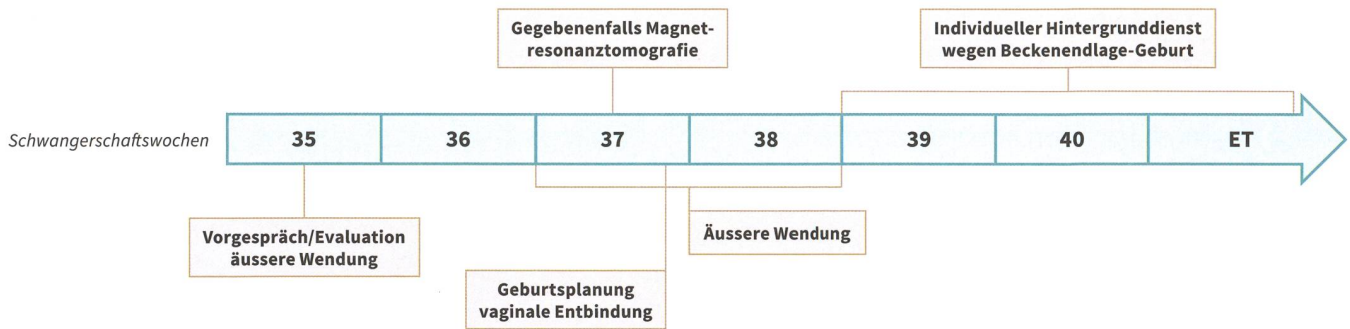 Gegebenenfalls Magnet-
resonanztomografie
Individueller Hintergrunddienst
wegen Beckenendlage-Geburt
Schwangerschaftswochen
35 36 37 38 39 40 ET
Vorgespräch/Evaluation
äussere Wendung
Äussere Wendung
Geburtsplanung
vaginale Entbindung